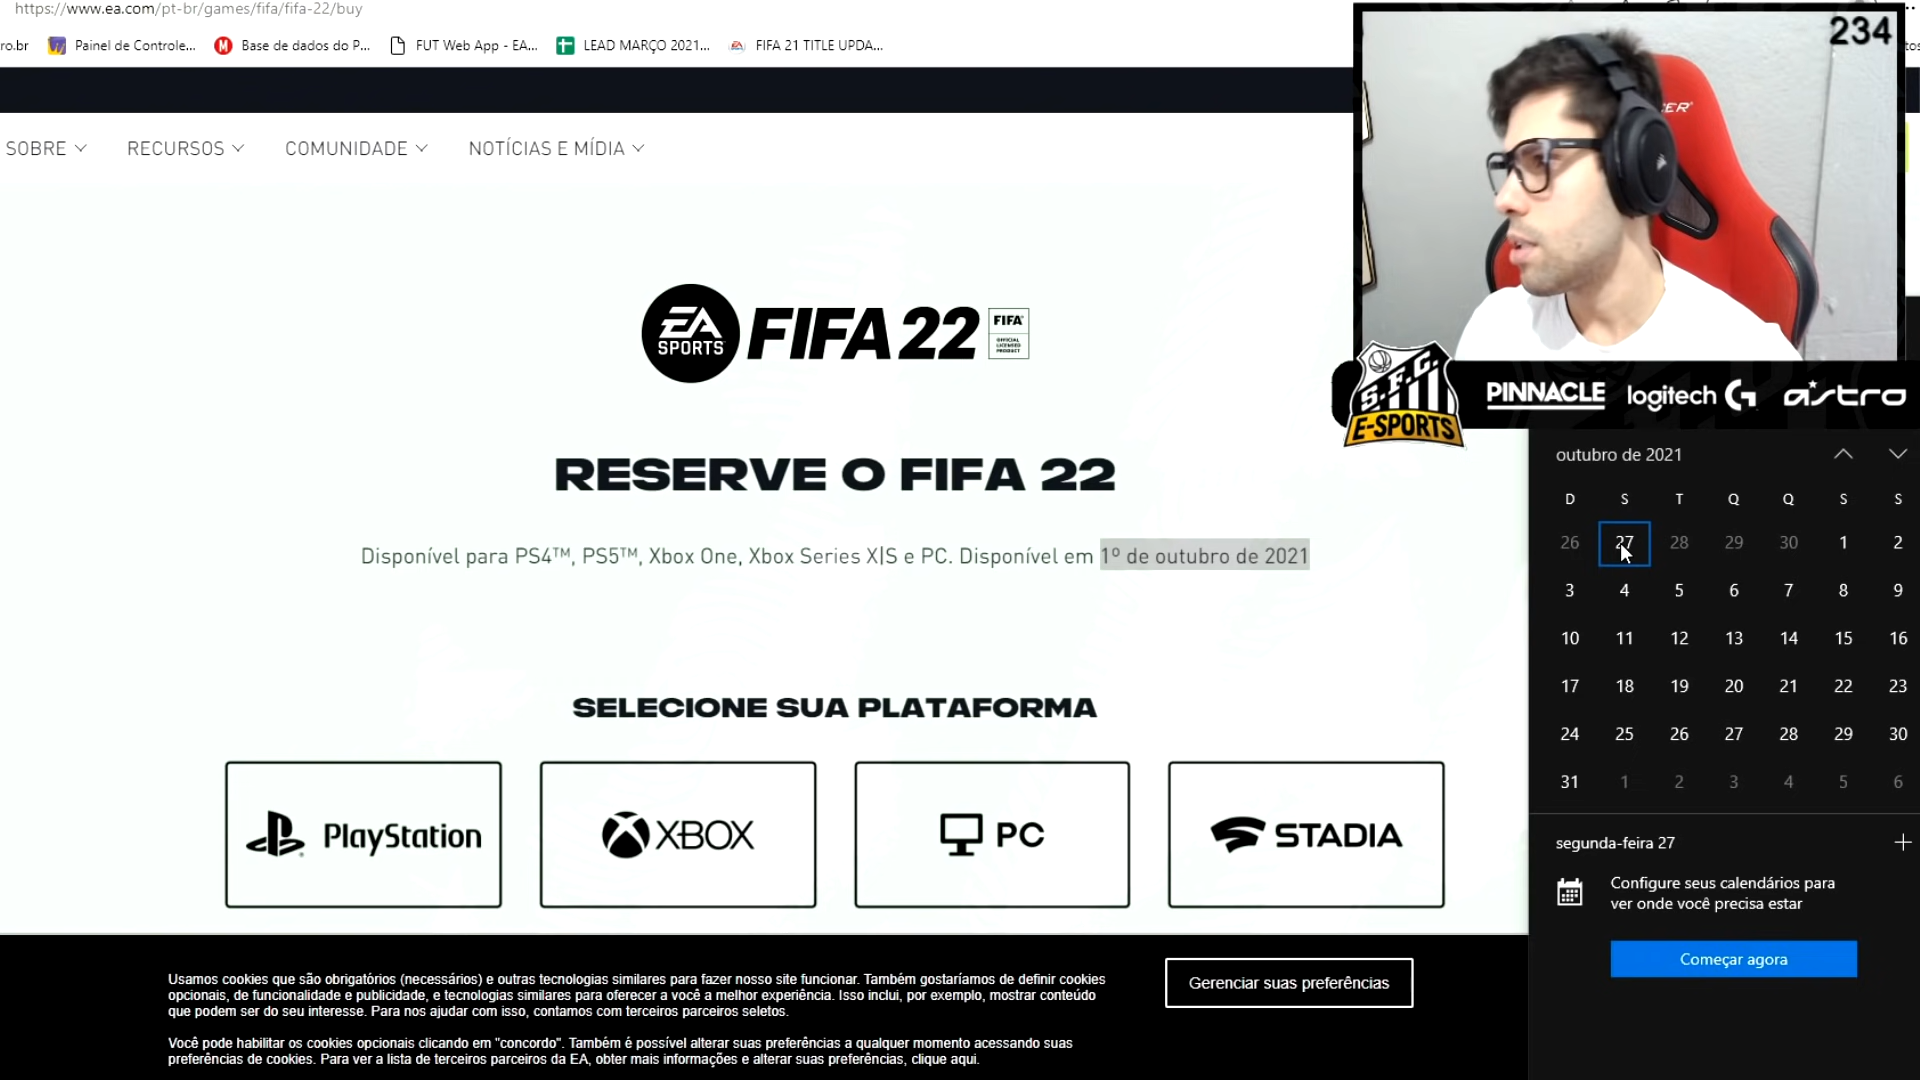 https://www.ea.com/pt-br/games/fifa/fifa-22/buy
ro.br
Painel de Controle...
Base de dados do P...
FUT Web App - EA...
LEAD MARÇO 2021...
FIFA 21 TITLE UPDA...
234
SOBRE
RECURSOS
COMUNIDADE
NOTÍCIAS E MÍDIA
EA SPORTS FIFA 22
FIFA
OFFICIAL
LICENSED
PRODUCT
RESERVE O FIFA 22
Disponível para PS4™, PS5™, Xbox One, Xbox Series X|S e PC. Disponível em 1º de outubro de 2021
SELECIONE SUA PLATAFORMA
PlayStation
XBOX
PC
STADIA
Usamos cookies que são obrigatórios (necessários) e outras tecnologias similares para fazer nosso site funcionar. Também gostaríamos de definir cookies
opcionais, de funcionalidade e publicidade, e tecnologias similares para oferecer a você a melhor experiência. Isso inclui, por exemplo, mostrar conteúdo
que podem ser do seu interesse. Para nos ajudar com isso, contamos com terceiros parceiros seletos.
Você pode habilitar os cookies opcionais clicando em "concordo". Também é possível alterar suas preferências a qualquer momento acessando suas
preferências de cookies. Para ver a lista de terceiros parceiros da EA, obter mais informações e alterar suas preferências, clique aqui.
Gerenciar suas preferências
S.F.C.
E-SPORTS
PINNACLE
logitech G
astro
outubro de 2021
D S T Q Q S S
26 27 28 29 30 1 2
3 4 5 6 7 8 9
10 11 12 13 14 15 16
17 18 19 20 21 22 23
24 25 26 27 28 29 30
31 1 2 3 4 5 6
segunda-feira 27
Configure seus calendários para
ver onde você precisa estar
Começar agora